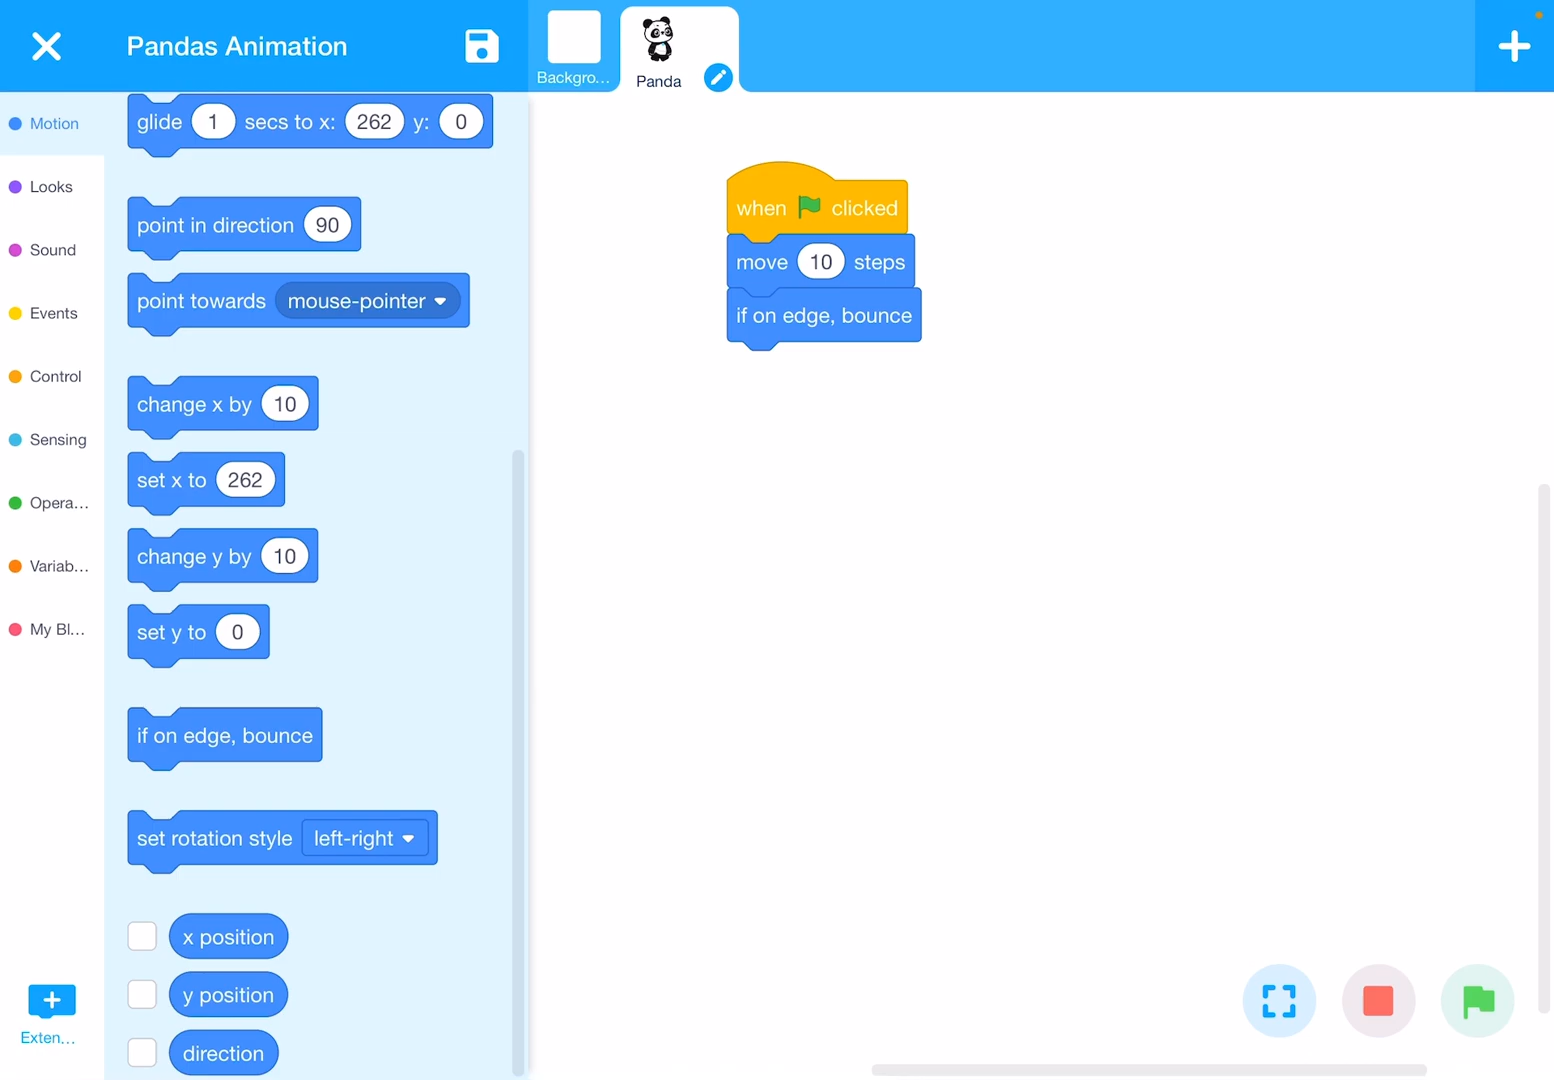 Pandas Animation
Backgro...
Panda
Motion
Looks
Sound
Events
Control
Sensing
Opera...
Variab...
My Bl...
Exten...
glide 1 secs to x: 262 y: 0
point in direction 90
point towards mouse-pointer
change x by 10
set x to 262
change y by 10
set y to 0
if on edge, bounce
set rotation style left-right
x position
y position
direction
when clicked
move 10 steps
if on edge, bounce